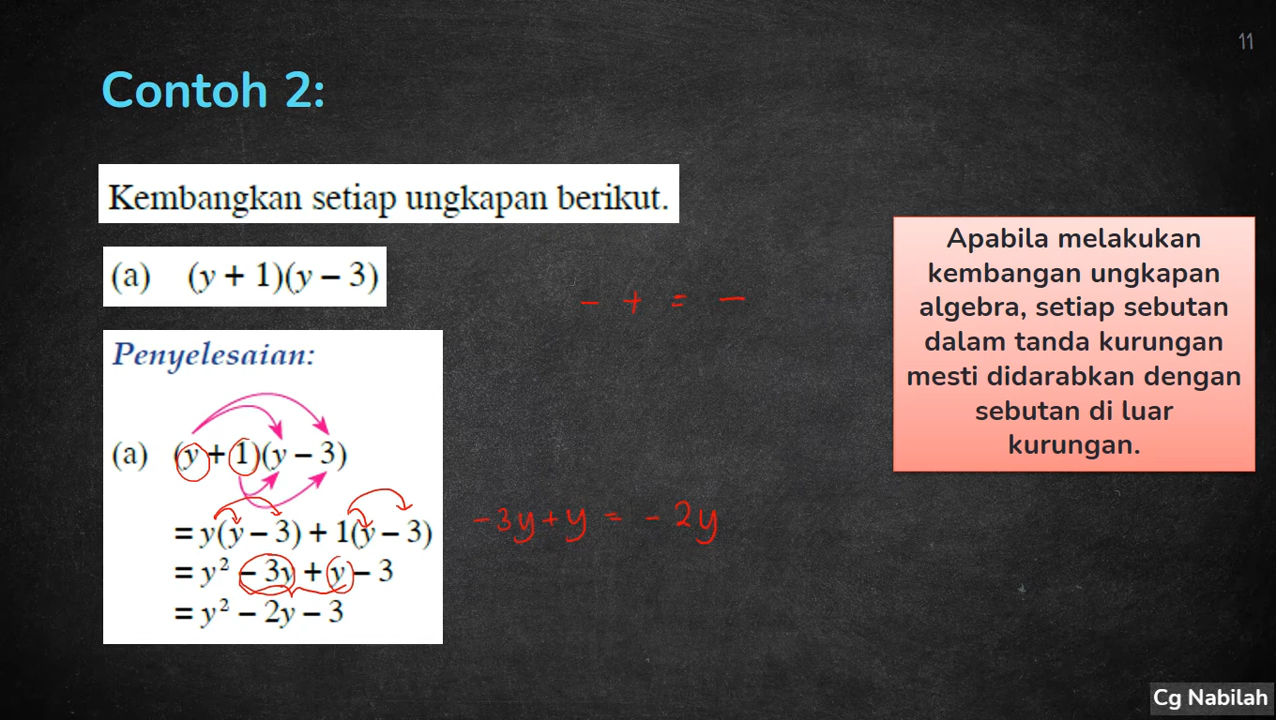 11
Contoh 2:
Kembangkan setiap ungkapan berikut.
(a) (y + 1)(y − 3)
− + = −
Apabila melakukan
kembangan ungkapan
algebra, setiap sebutan
dalam tanda kurungan
mesti didarabkan dengan
sebutan di luar
kurungan.
Penyelesaian:
(a) (y + 1)(y − 3)
= y(y − 3) + 1(y − 3)
−3y + y = −2y
= y² − 3y + y − 3
= y² − 2y − 3
Cg Nabilah